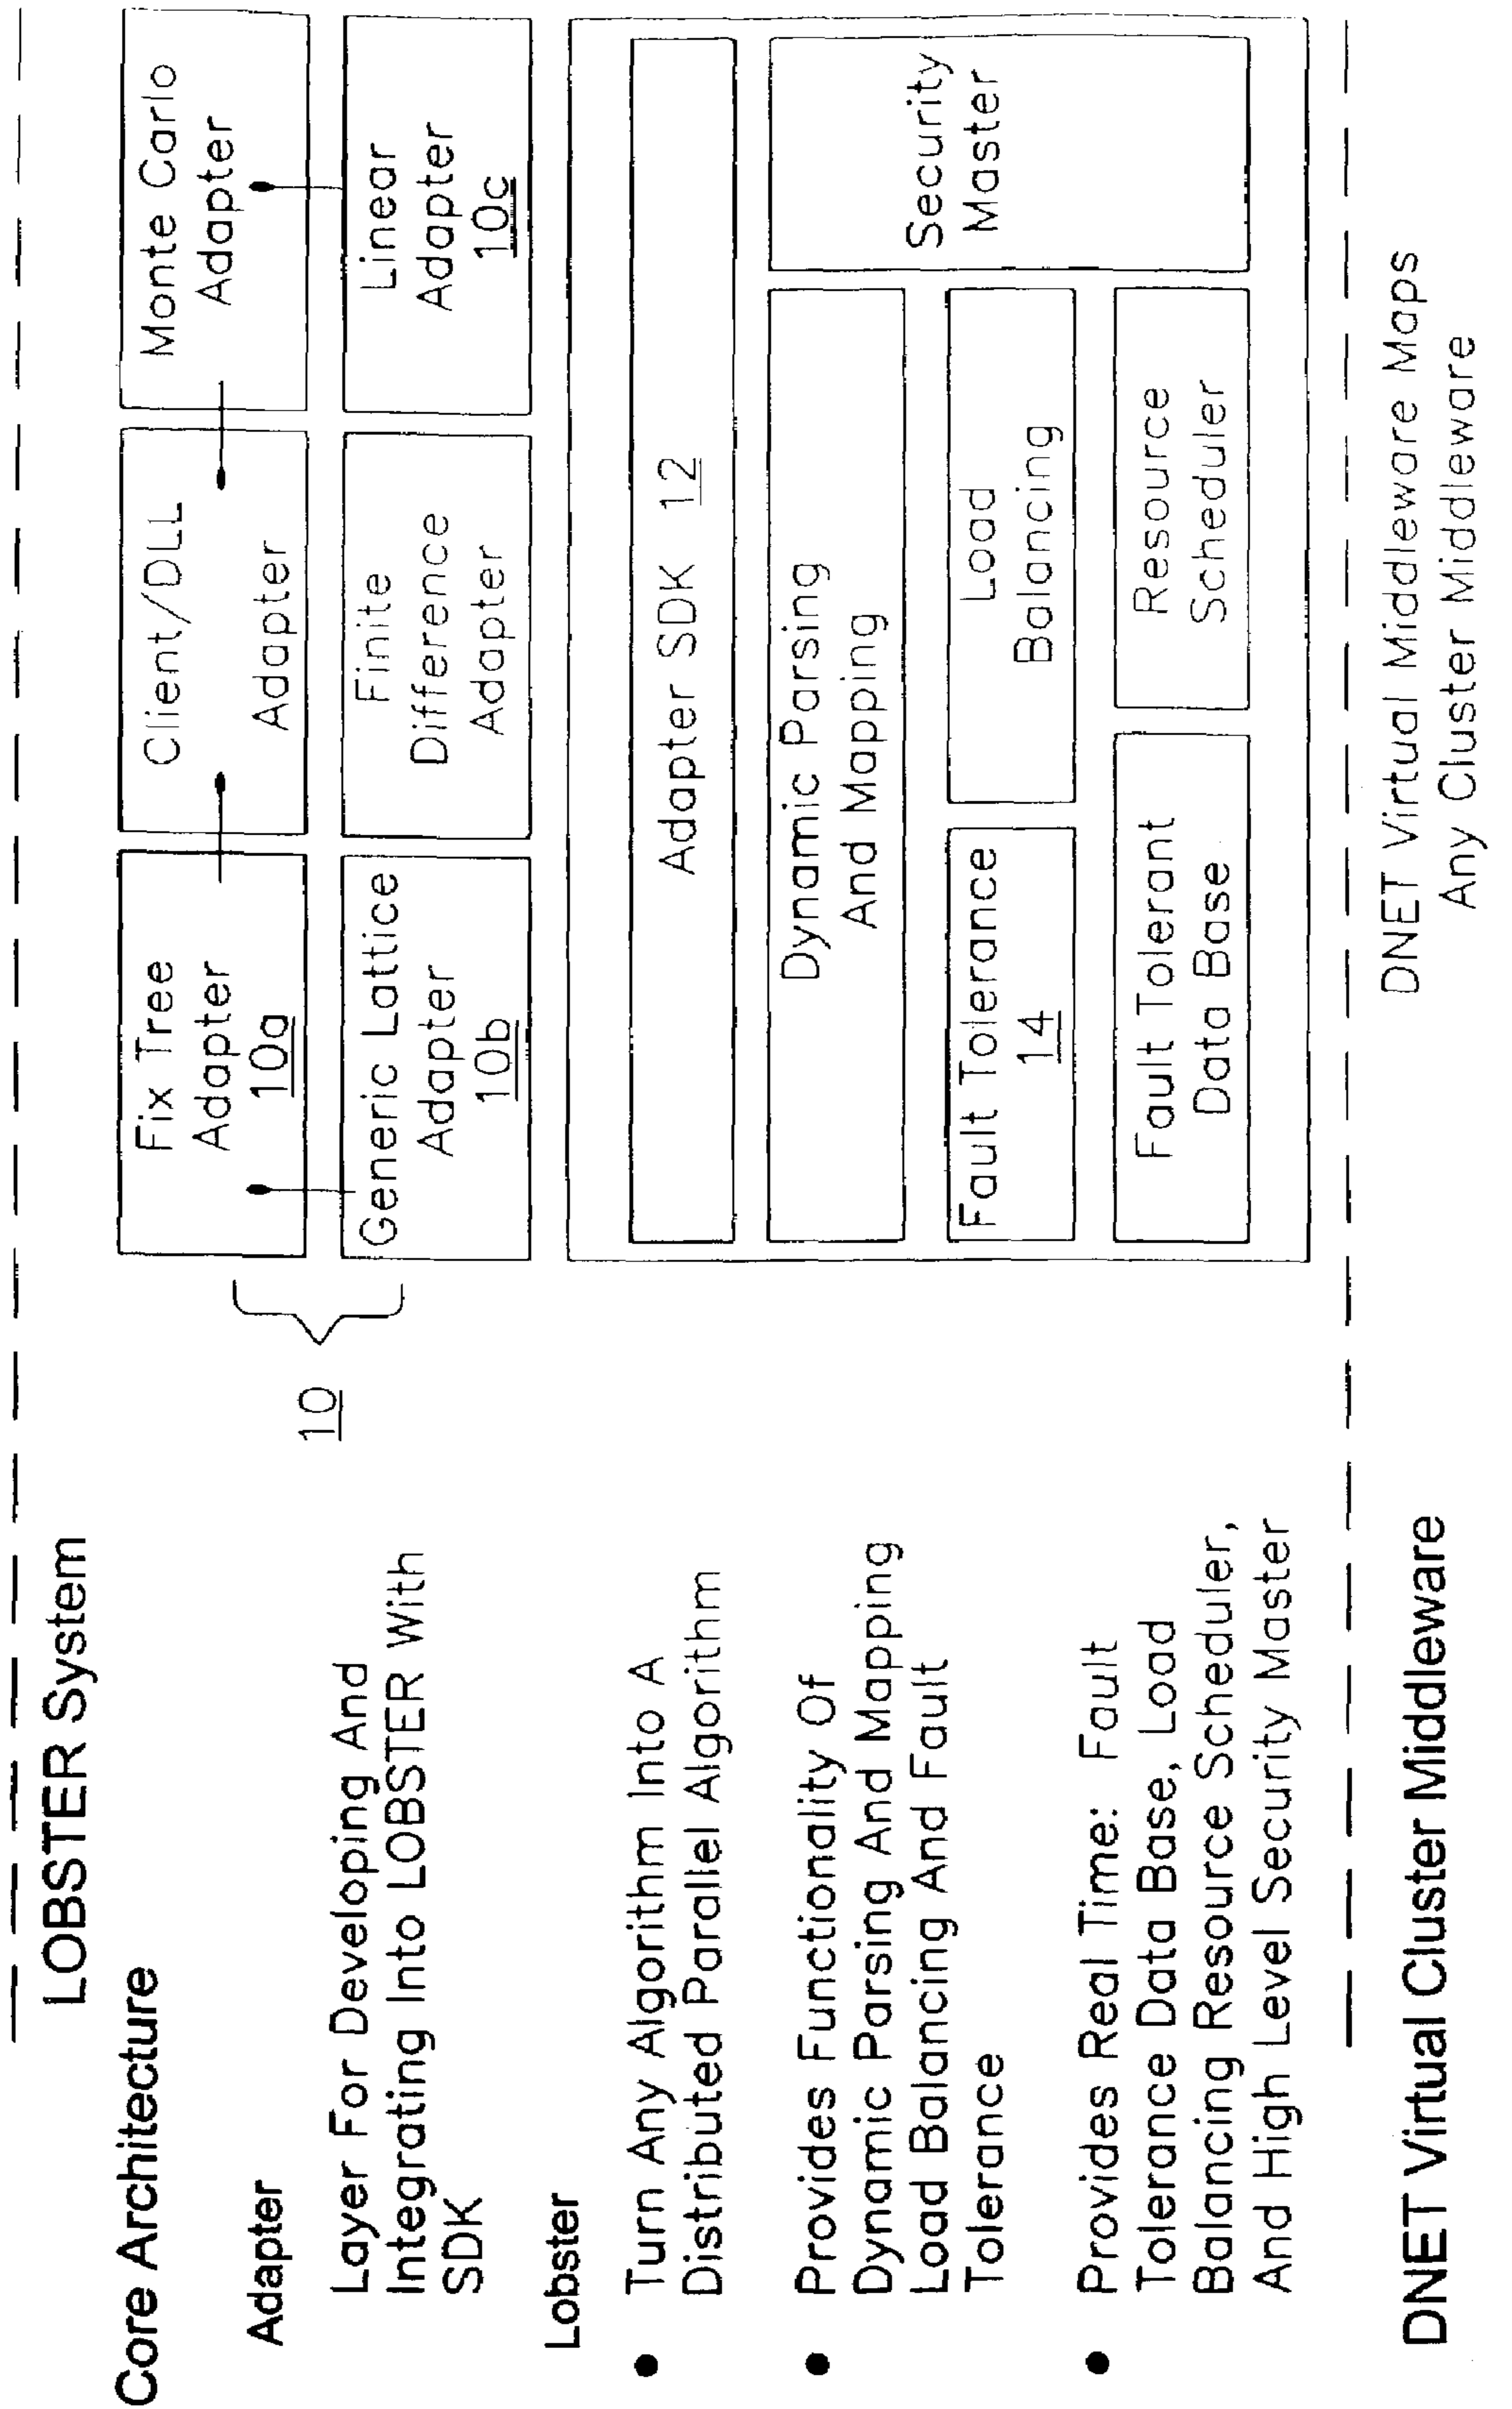 LOBSTER System
Core Architecture
Adapter
Layer For Developing And
Integrating Into LOBSTER With
SDK
Lobster
● Turn Any Algorithm Into A
Distributed Parallel Algorithm
● Provides Functionality Of
Dynamic Parsing And Mapping
Load Balancing And Fault
Tolerance
● Provides Real Time: Fault
Tolerance Data Base, Load
Balancing Resource Scheduler,
And High Level Security Master
10
Fix Tree
Adapter
10a
Client/DLL
Adapter
Monte Carlo
Adapter
Generic Lattice
Adapter
10b
Finite
Difference
Adapter
Linear
Adapter
10c
Adapter SDK 12
Dynamic Parsing
And Mapping
Security
Master
Fault Tolerance
14
Load
Balancing
Fault Tolerant
Data Base
Resource
Scheduler
DNET Virtual Cluster Middleware
DNET Virtual Middleware Maps
Any Cluster Middleware